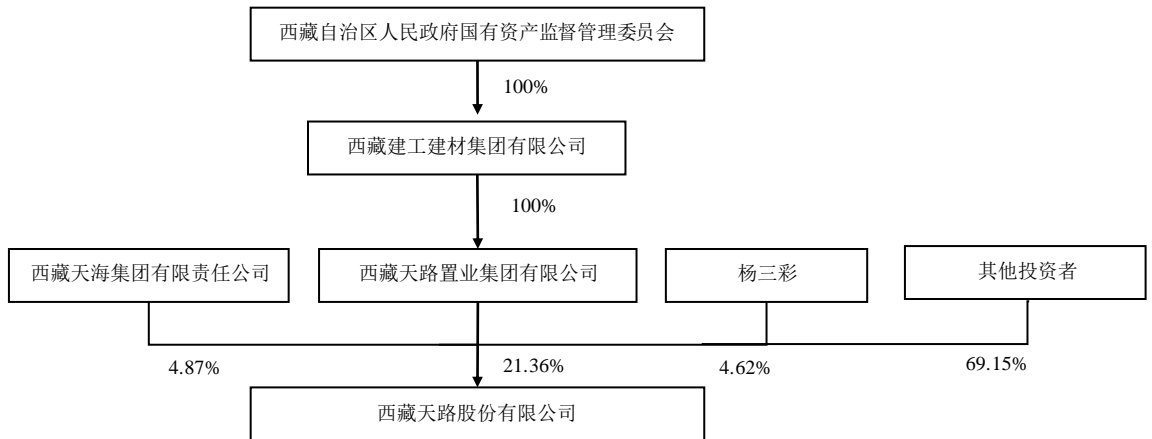 西藏自治区人民政府国有资产监督管理委员会
100%
西藏建工建材集团有限公司
100%
西藏天海集团有限责任公司
西藏天路置业集团有限公司
杨三彩
其他投资者
4.87%
21.36%
4.62%
69.15%
西藏天路股份有限公司